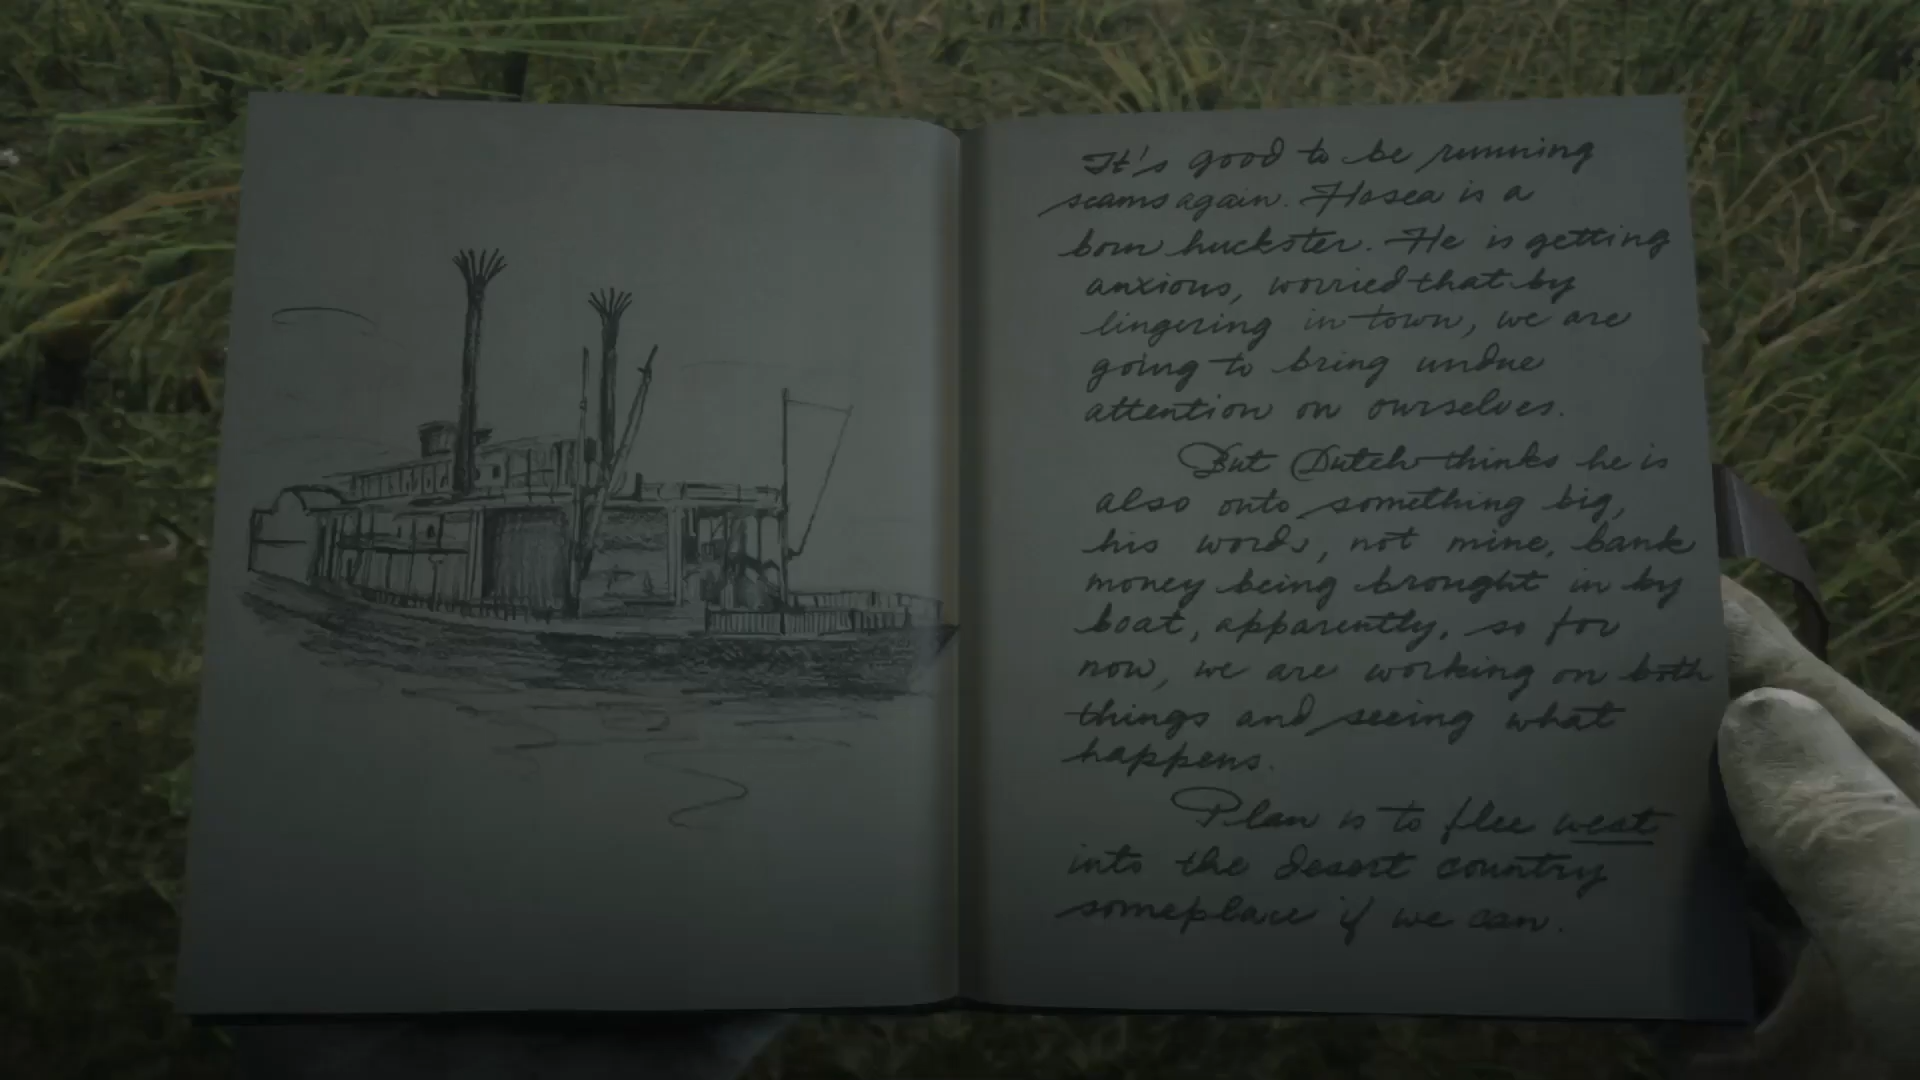 It's good to be running
scams again. Hosea is a
born huckster. He is getting
anxious, worried that by
lingering in town, we are
going to bring undue
attention on ourselves.
But Dutch thinks he is
also onto something big,
his words, not mine, bank
money being brought in by
boat, apparently, so for
now, we are working on both
things and seeing what
happens.
Plan is to flee west
into the desert country
someplace if we can.